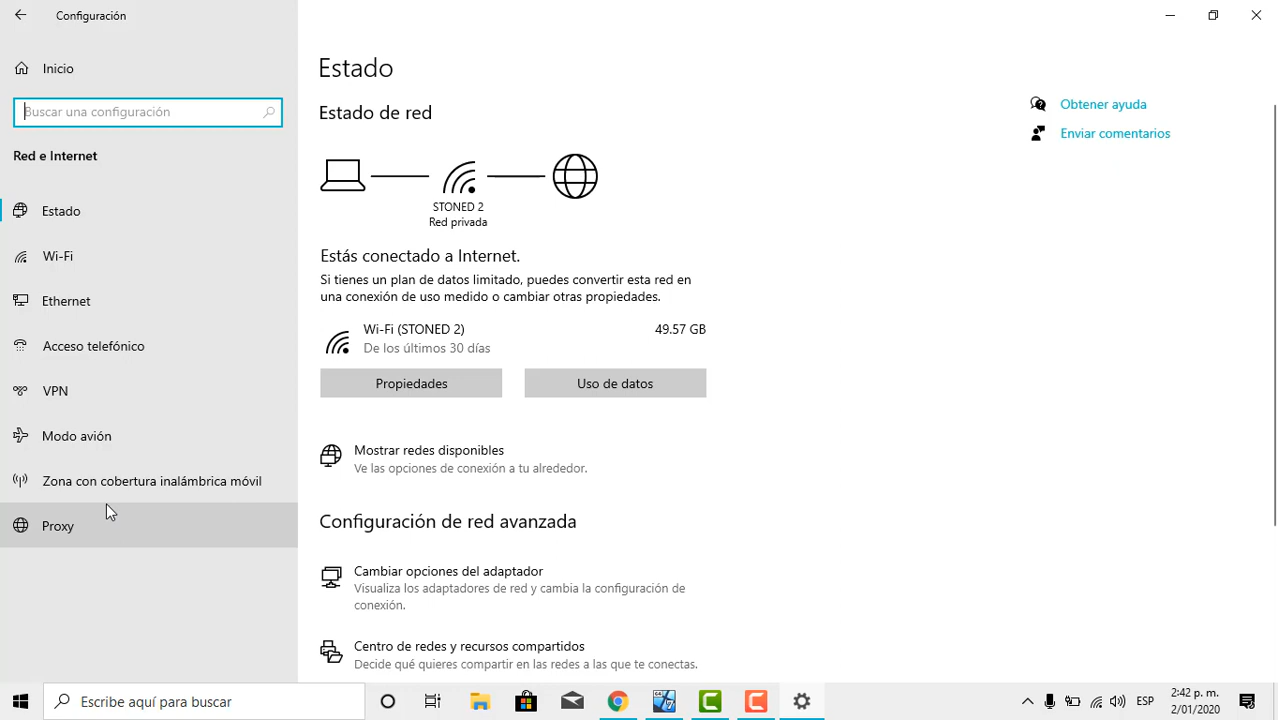 Configuración
Inicio
Buscar una configuración
Red e Internet
Estado
Wi-Fi
Ethernet
Acceso telefónico
VPN
Modo avión
Zona con cobertura inalámbrica móvil
Proxy
Estado
Estado de red
STONED 2
Red privada
Estás conectado a Internet.
Si tienes un plan de datos limitado, puedes convertir esta red en
una conexión de uso medido o cambiar otras propiedades.
Wi-Fi (STONED 2) 49.57 GB
De los últimos 30 días
Propiedades Uso de datos
Mostrar redes disponibles
Ve las opciones de conexión a tu alrededor.
Configuración de red avanzada
Cambiar opciones del adaptador
Visualiza los adaptadores de red y cambia la configuración de
conexión.
Centro de redes y recursos compartidos
Decide qué quieres compartir en las redes a las que te conectas.
Obtener ayuda
Enviar comentarios
Escribe aquí para buscar
ESP
2:42 p. m.
2/01/2020